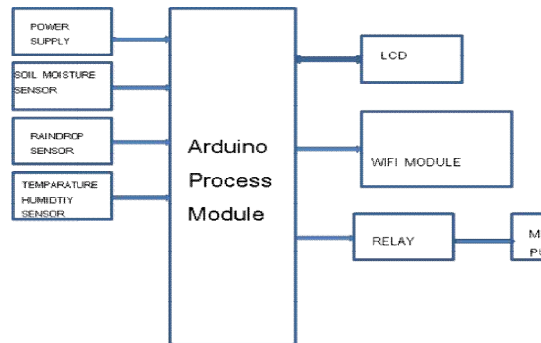 POWER
SUPPLY
SOIL MOISTURE
SENSOR
RAINDROP
SENSOR
TEMPARATURE
HUMIDTIY
SENSOR
Arduino
Process
Module
LCD
WIFI MODULE
RELAY